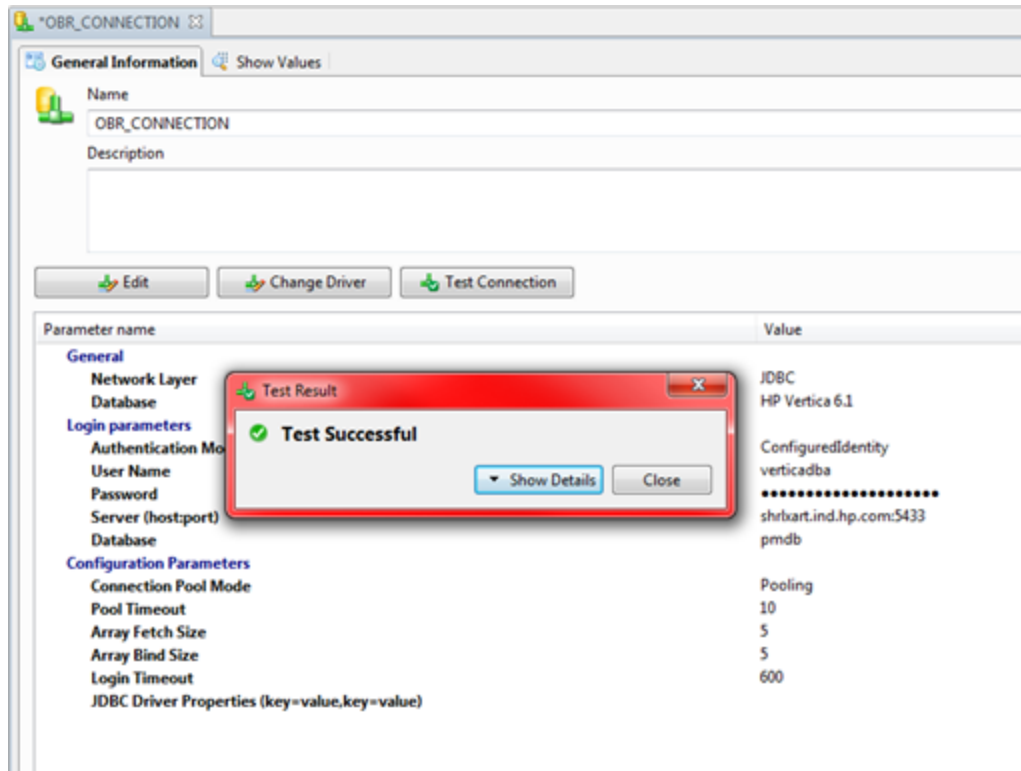 *OBR_CONNECTION
General Information Show Values
Name
OBR_CONNECTION
Description
Edit Change Driver Test Connection
Parameter name Value
General
Network Layer JDBC
Database HP Vertica 6.1
Test Result
Test Successful
Show Details Close
Login parameters
Authentication Mo ConfiguredIdentity
User Name verticadba
Password ••••••••••••••••••••
Server (host:port) shrlxart.ind.hp.com:5433
Database pmdb
Configuration Parameters
Connection Pool Mode Pooling
Pool Timeout 10
Array Fetch Size 5
Array Bind Size 5
Login Timeout 600
JDBC Driver Properties (key=value,key=value)